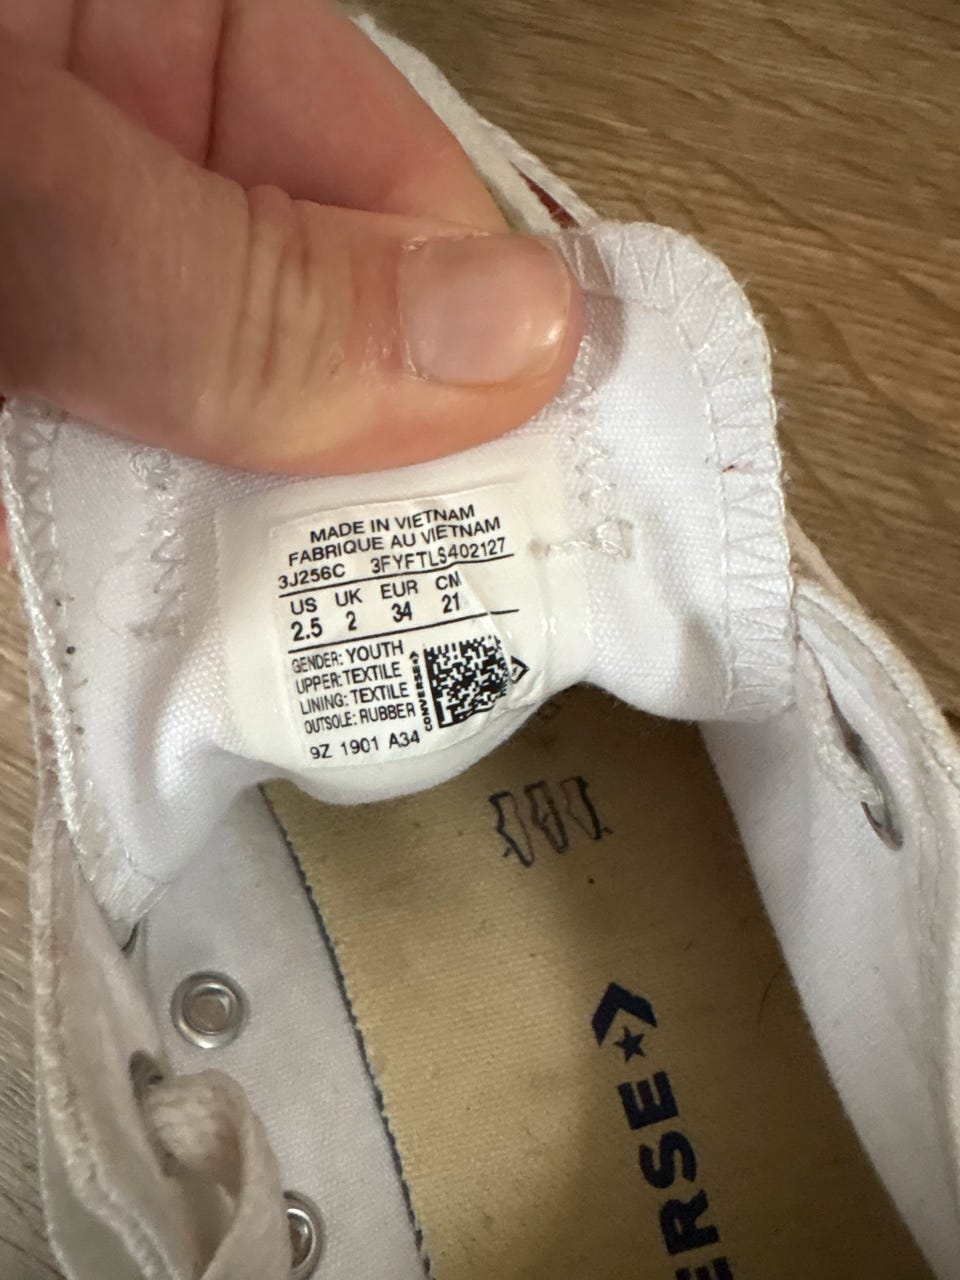 MADE IN VIETNAM
FABRIQUE AU VIETNAM
3J256C 3FYFTLS402127
US UK EUR CM
2.5 2 34 21
GENDER: YOUTH
UPPER: TEXTILE
LINING: TEXTILE
OUTSOLE: RUBBER
CONVERSE
9Z 1901 A34
ERSE